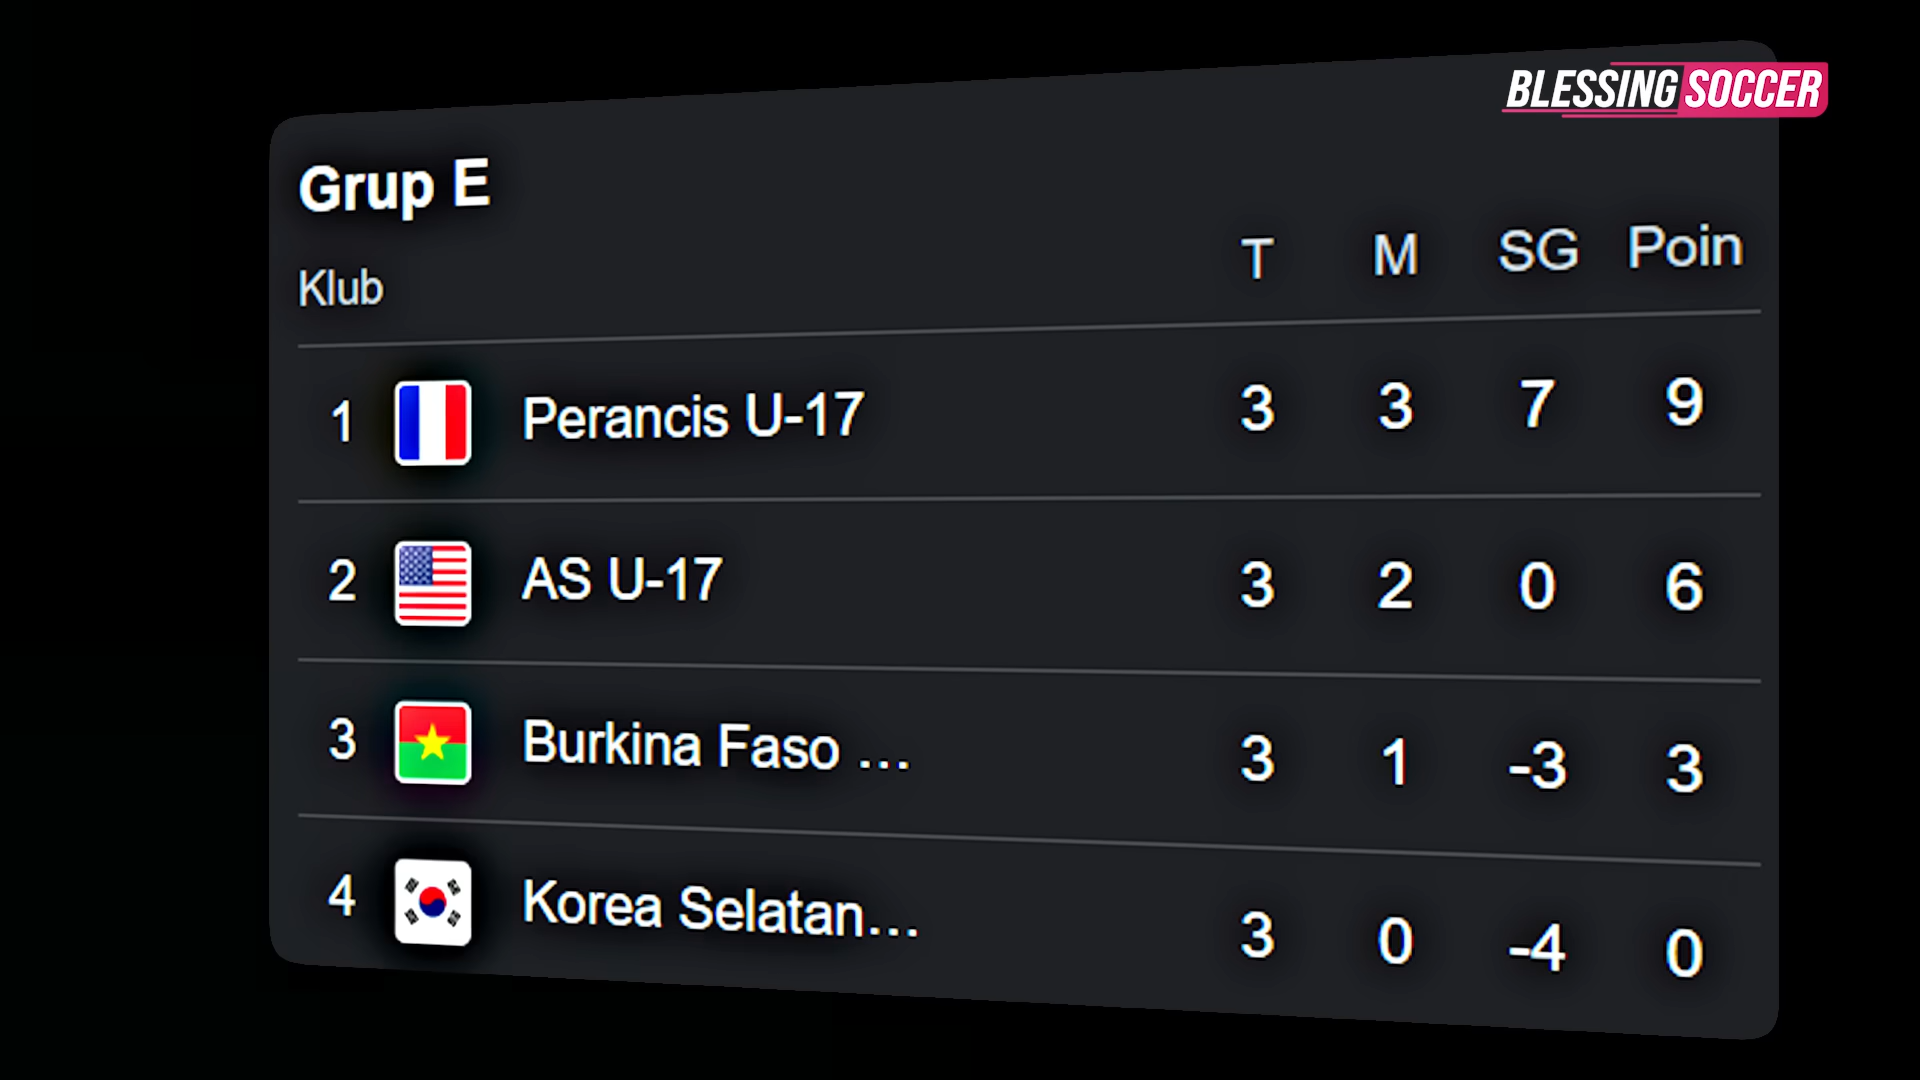 BLESSING SOCCER
Grup E
Klub T M SG Poin
1 Perancis U-17 3 3 7 9
2 AS U-17 3 2 0 6
3 Burkina Faso ... 3 1 -3 3
4 Korea Selatan... 3 0 -4 0